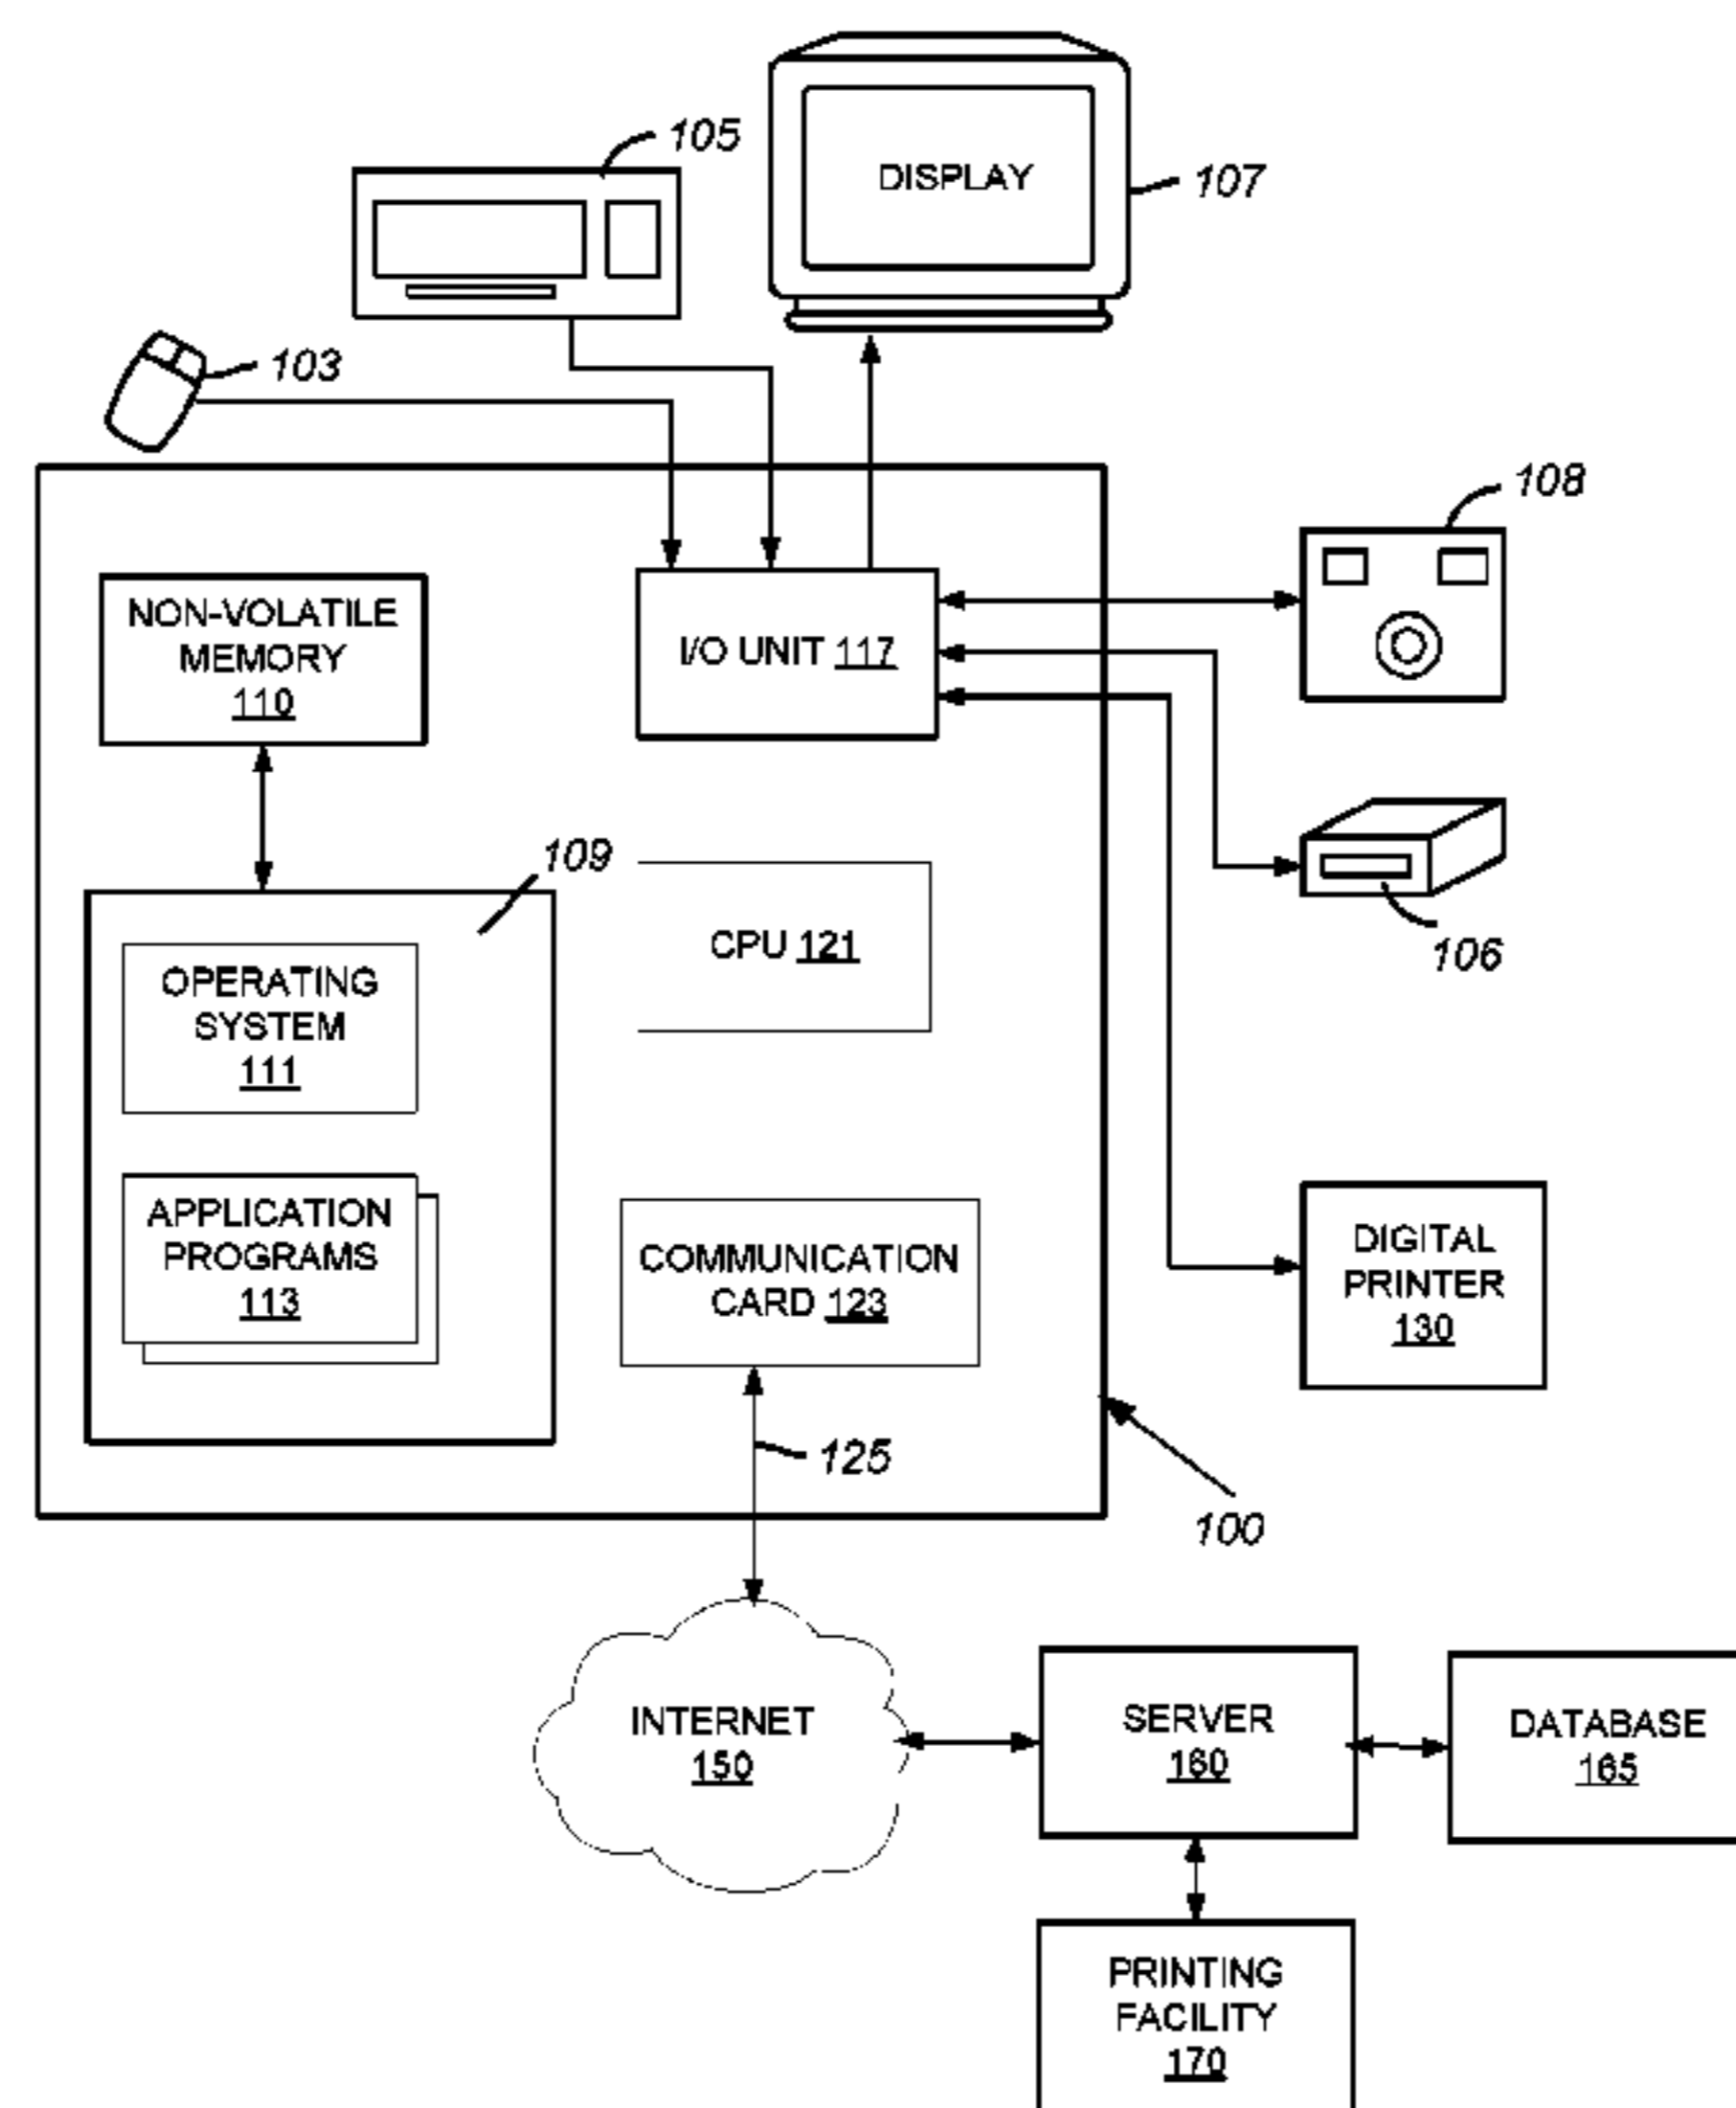 105
DISPLAY
107
103
108
NON-VOLATILE
MEMORY
110
I/O UNIT 117
109
CPU 121
106
OPERATING
SYSTEM
111
APPLICATION
PROGRAMS
113
COMMUNICATION
CARD 123
DIGITAL
PRINTER
130
125
100
INTERNET
150
SERVER
160
DATABASE
165
PRINTING
FACILITY
170